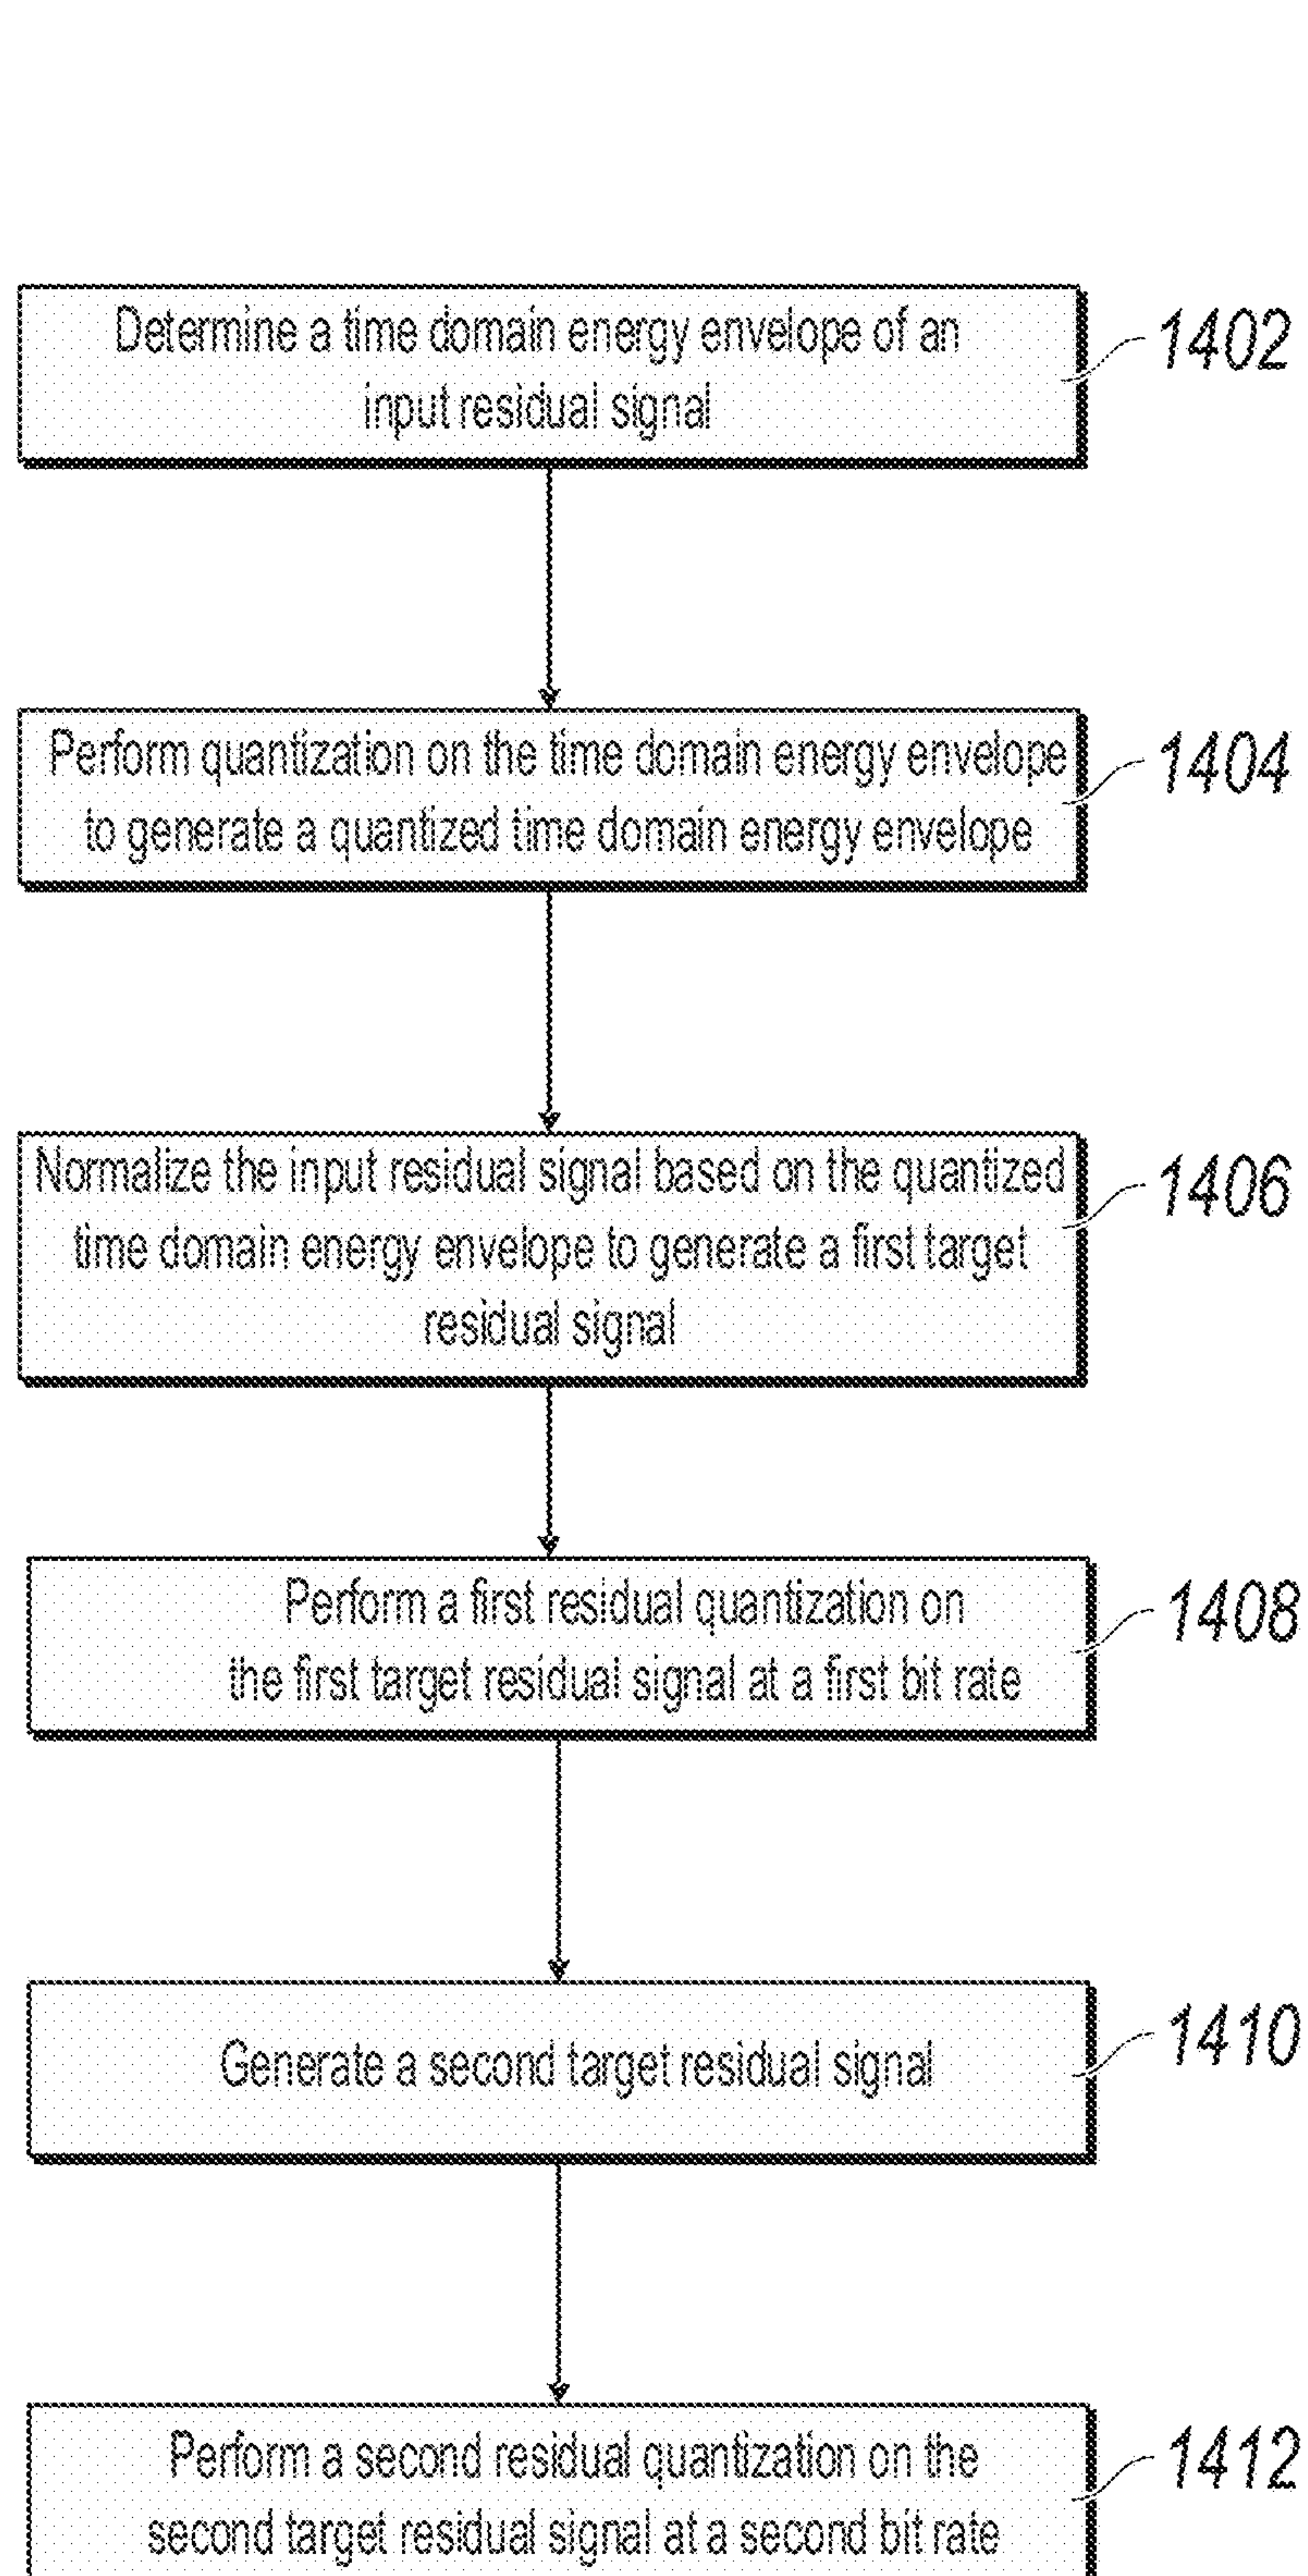 Determine a time domain energy envelope of an
input residual signal
1402
Perform quantization on the time domain energy envelope
to generate a quantized time domain energy envelope
1404
Normalize the input residual signal based on the quantized
time domain energy envelope to generate a first target
residual signal
1406
Perform a first residual quantization on
the first target residual signal at a first bit rate
1408
Generate a second target residual signal
1410
Perform a second residual quantization on the
second target residual signal at a second bit rate
1412